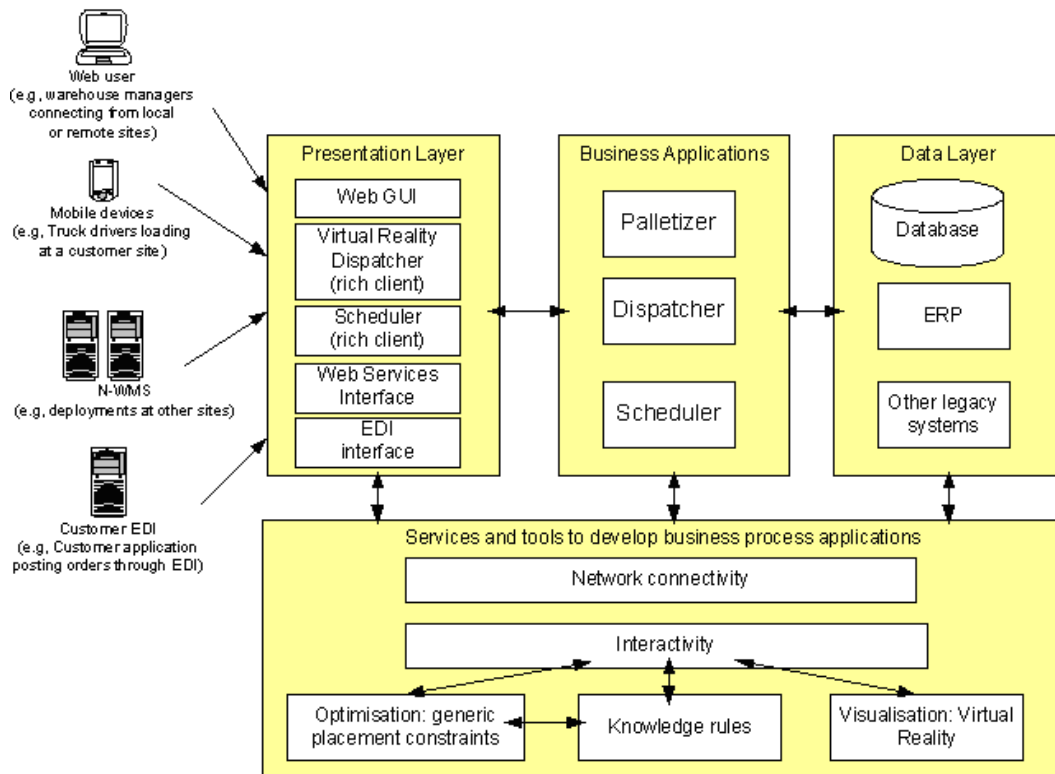 Web user
(e.g, warehouse managers
connecting from local
or remote sites)
Mobile devices
(e.g, Truck drivers loading
at a customer site)
N-WMS
(e.g, deployments at other sites)
Customer EDI
(e.g, Customer application
posting orders through EDI)
Presentation Layer
Web GUI
Virtual Reality
Dispatcher
(rich client)
Scheduler
(rich client)
Web Services
Interface
EDI
interface
Business Applications
Palletizer
Dispatcher
Scheduler
Data Layer
Database
ERP
Other legacy
systems
Services and tools to develop business process applications
Network connectivity
Interactivity
Optimisation: generic
placement constraints
Knowledge rules
Visualisation: Virtual
Reality